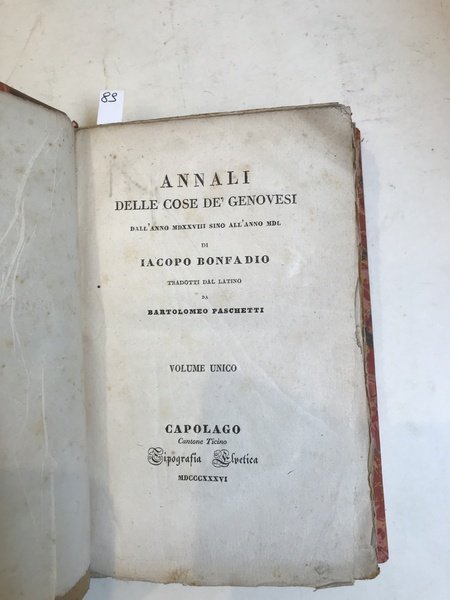 89
ANNALI
DELLE COSE DE' GENOVESI
DALL'ANNO MDXXVIII SINO ALL'ANNO MDL
DI
IACOPO BONFADIO
TRADOTTI DAL LATINO
DA
BARTOLOMEO PASCHETTI
VOLUME UNICO
CAPOLAGO
Cantone Ticino
Tipografia Elvetica
MDCCCXXXVI